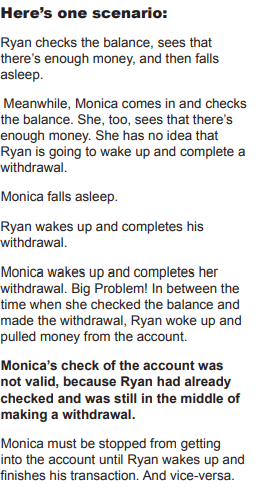 Here's one scenario:
Ryan checks the balance, sees that
there's enough money, and then falls
asleep.
Meanwhile, Monica comes in and checks
the balance. She, too, sees that there's
enough money. She has no idea that
Ryan is going to wake up and complete a
withdrawal.
Monica falls asleep.
Ryan wakes up and completes his
withdrawal.
Monica wakes up and completes her
withdrawal. Big Problem! In between the
time when she checked the balance and
made the withdrawal, Ryan woke up and
pulled money from the account.
Monica's check of the account was
not valid, because Ryan had already
checked and was still in the middle of
making a withdrawal.
Monica must be stopped from getting
into the account until Ryan wakes up and
finishes his transaction. And vice-versa.